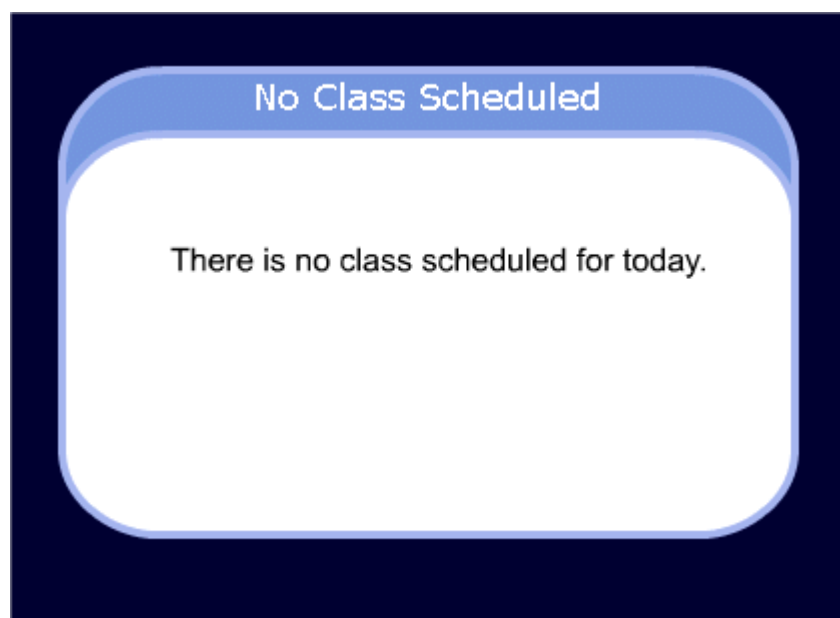 No Class Scheduled
There is no class scheduled for today.